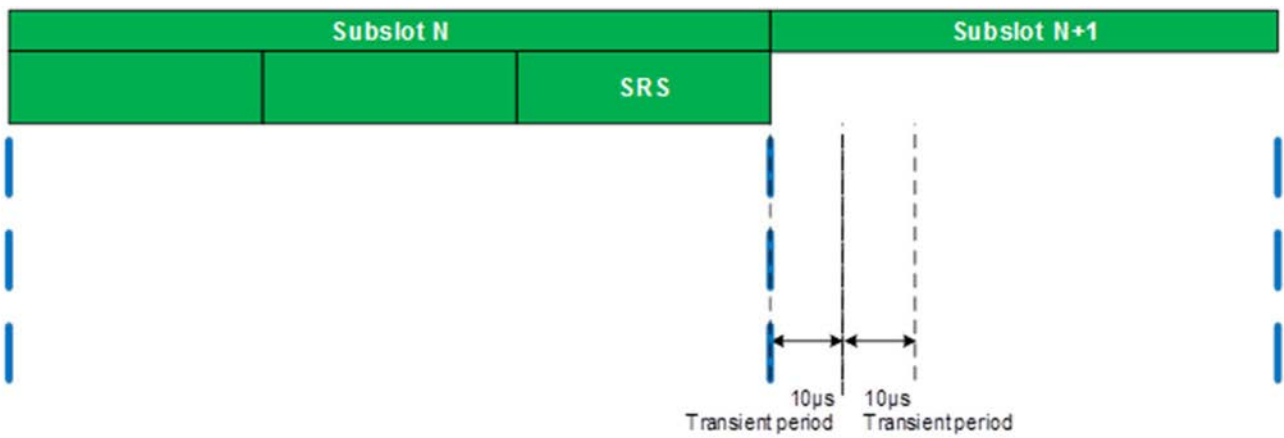 Subslot N
Subslot N+1
SRS
10µs
10µs
Transient period
Transient period